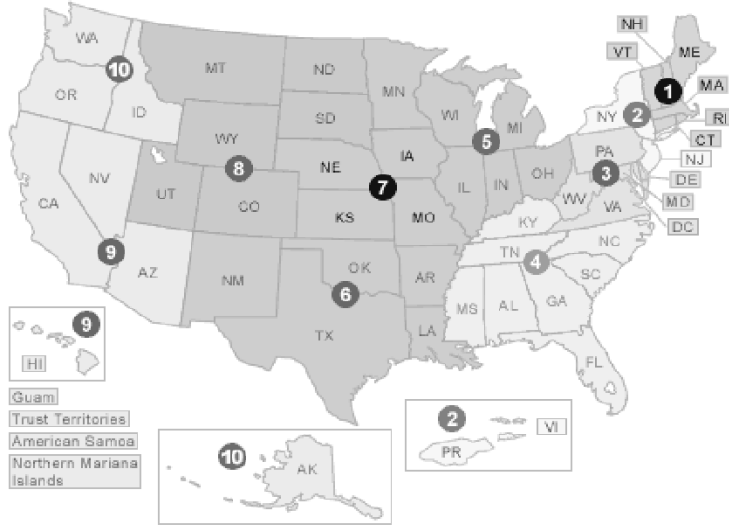 NH
WA
VT
ME
10
MT
ND
1
MA
OR
MN
ID
WI
NY
2
RI
SD
MI
WY
5
CT
PA
NJ
IA
8
NE
3
DE
NV
7
IL
IN
OH
UT
CO
WV
MD
CA
VA
KS
MO
KY
DC
9
TN
NC
4
AZ
OK
NM
AR
SC
6
MS
AL
GA
9
TX
LA
HI
FL
Guam
Trust Territories
American Samoa
Northern Mariana
Islands
2
VI
10
AK
PR